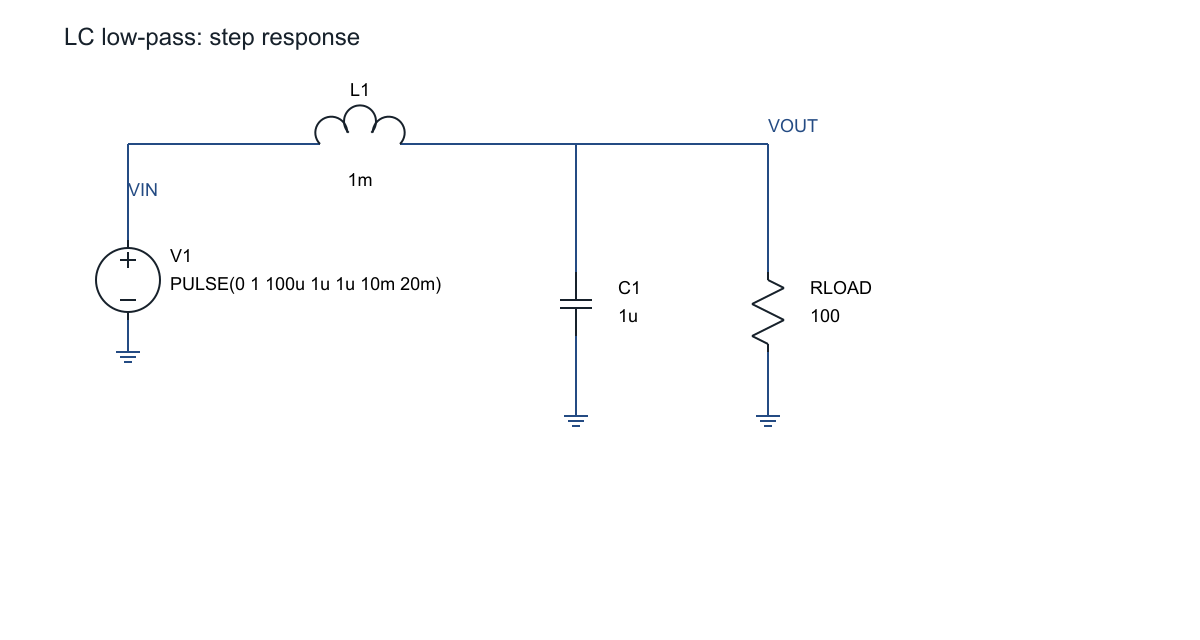 LC low-pass: step response
L1
VOUT
1m
VIN
V1
PULSE(0 1 100u 1u 1u 10m 20m)
C1
1u
RLOAD
100